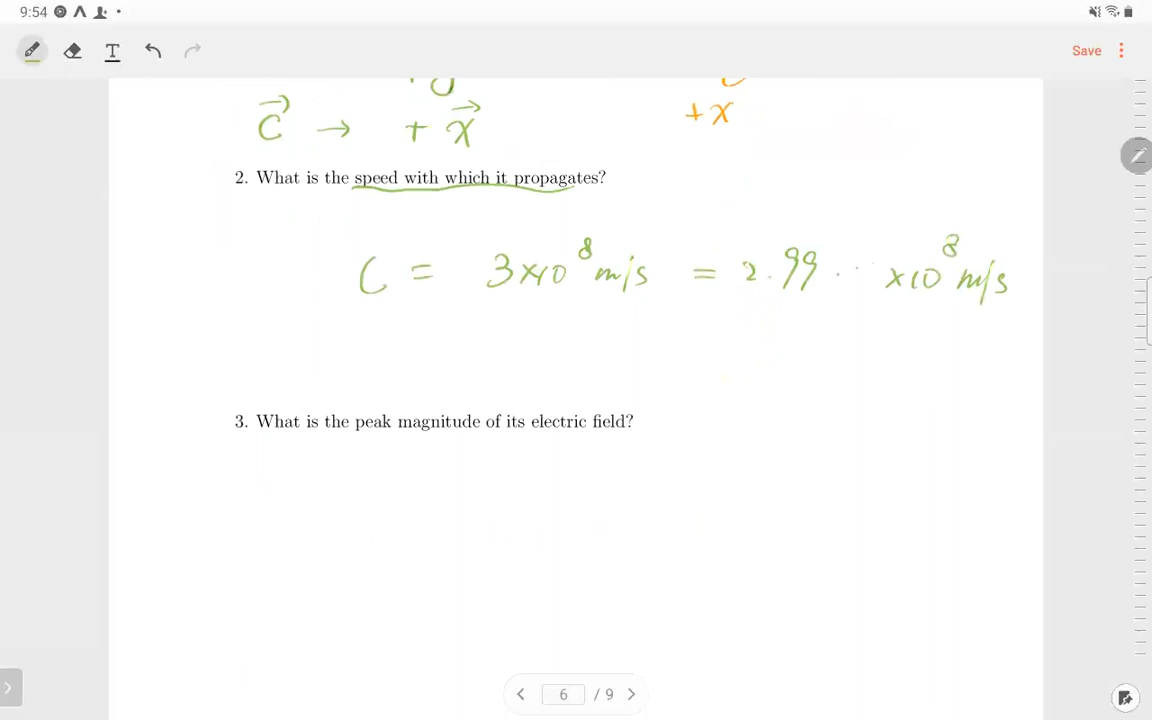 9:54
T
Save
+ x
C → + x
2. What is the speed with which it propagates?
C = 3×10^8 m/s = 2.99 .. ×10^8 m/s
3. What is the peak magnitude of its electric field?
6 / 9